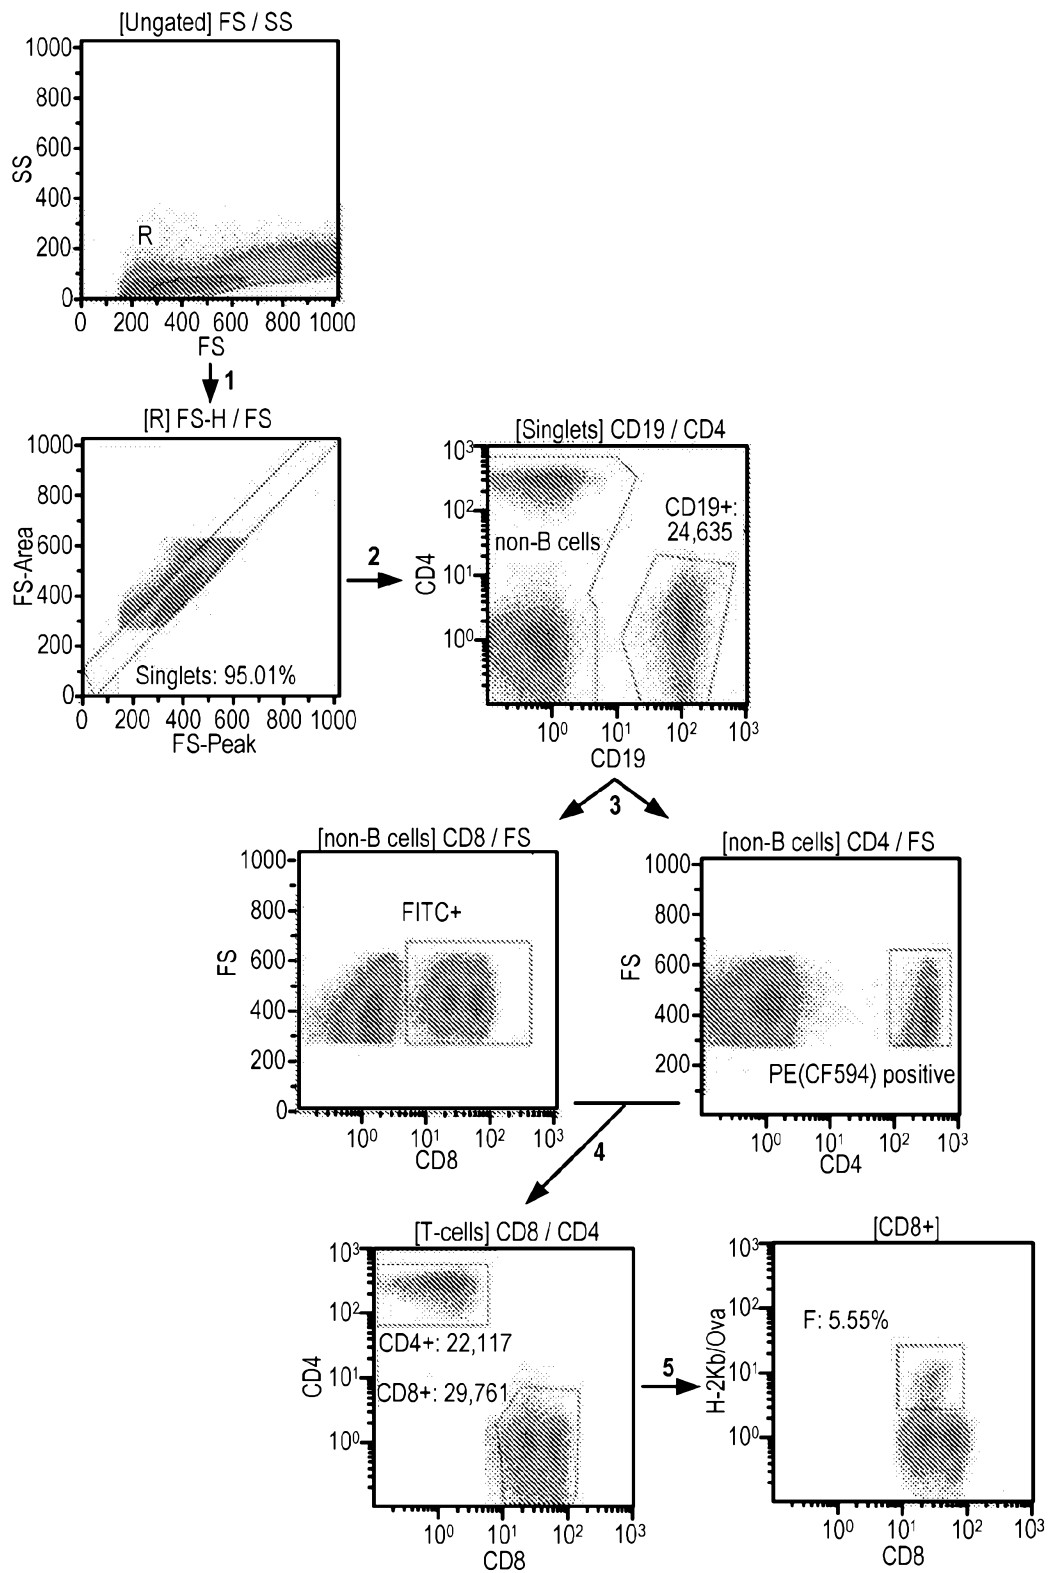 [Ungated] FS / SS
1000
800
600
400
200
0
SS
R
0 200 400 600 800 1000
FS
1
[R] FS-H / FS
1000
800
600
400
200
0
FS-Area
Singlets: 95.01%
0 200 400 600 800 1000
FS-Peak
2
[Singlets] CD19 / CD4
10³
10²
10¹
10⁰
CD4
CD19+:
24,635
non-B cells
10⁰ 10¹ 10² 10³
CD19
3
[non-B cells] CD8 / FS
1000
800
600
400
200
0
FS
FITC+
10⁰ 10¹ 10² 10³
CD8
[non-B cells] CD4 / FS
1000
800
600
400
200
FS
PE(CF594) positive
10⁰ 10¹ 10² 10³
CD4
4
[T-cells] CD8 / CD4
10³
10²
10¹
10⁰
CD4
CD4+: 22,117
CD8+: 29,761
10⁰ 10¹ 10² 10³
CD8
5
[CD8+]
10³
10²
10¹
10⁰
H-2Kb/Ova
F: 5.55%
10⁰ 10¹ 10² 10³
CD8